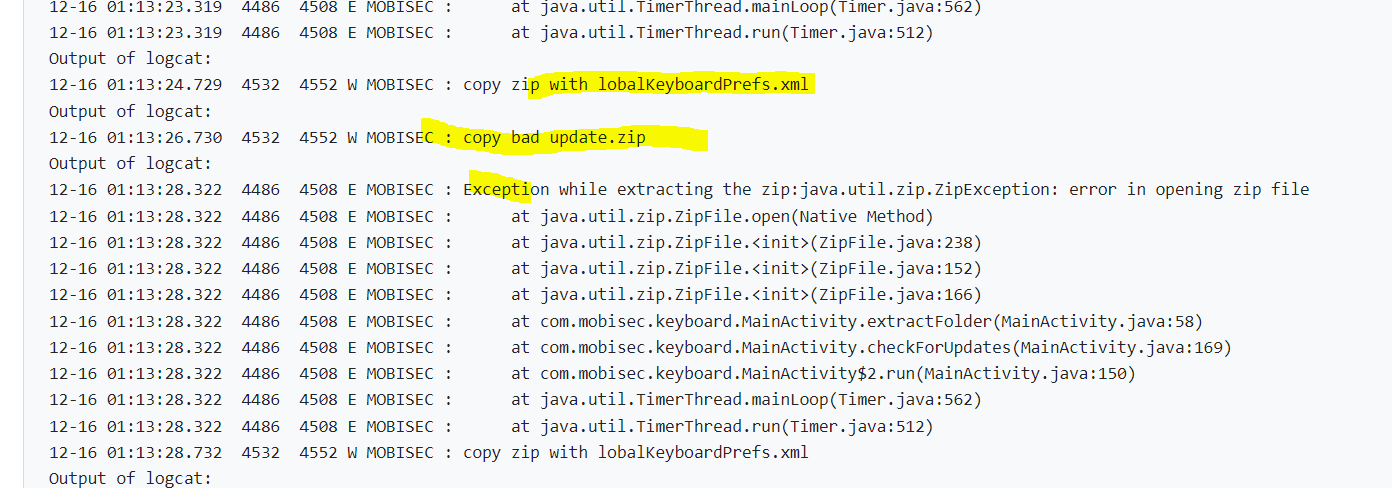 12-16 01:13:23.319  4486  4508 E MOBISEC :      at java.util.TimerThread.mainLoop(Timer.java:562)
12-16 01:13:23.319  4486  4508 E MOBISEC :      at java.util.TimerThread.run(Timer.java:512)
Output of logcat:
12-16 01:13:24.729  4532  4552 W MOBISEC : copy zip with lobalKeyboardPrefs.xml
Output of logcat:
12-16 01:13:26.730  4532  4552 W MOBISEC : copy bad update.zip
Output of logcat:
12-16 01:13:28.322  4486  4508 E MOBISEC : Exception while extracting the zip:java.util.zip.ZipException: error in opening zip file
12-16 01:13:28.322  4486  4508 E MOBISEC :      at java.util.zip.ZipFile.open(Native Method)
12-16 01:13:28.322  4486  4508 E MOBISEC :      at java.util.zip.ZipFile.<init>(ZipFile.java:238)
12-16 01:13:28.322  4486  4508 E MOBISEC :      at java.util.zip.ZipFile.<init>(ZipFile.java:152)
12-16 01:13:28.322  4486  4508 E MOBISEC :      at java.util.zip.ZipFile.<init>(ZipFile.java:166)
12-16 01:13:28.322  4486  4508 E MOBISEC :      at com.mobisec.keyboard.MainActivity.extractFolder(MainActivity.java:58)
12-16 01:13:28.322  4486  4508 E MOBISEC :      at com.mobisec.keyboard.MainActivity.checkForUpdates(MainActivity.java:169)
12-16 01:13:28.322  4486  4508 E MOBISEC :      at com.mobisec.keyboard.MainActivity$2.run(MainActivity.java:150)
12-16 01:13:28.322  4486  4508 E MOBISEC :      at java.util.TimerThread.mainLoop(Timer.java:562)
12-16 01:13:28.322  4486  4508 E MOBISEC :      at java.util.TimerThread.run(Timer.java:512)
12-16 01:13:28.732  4532  4552 W MOBISEC : copy zip with lobalKeyboardPrefs.xml
Output of logcat: